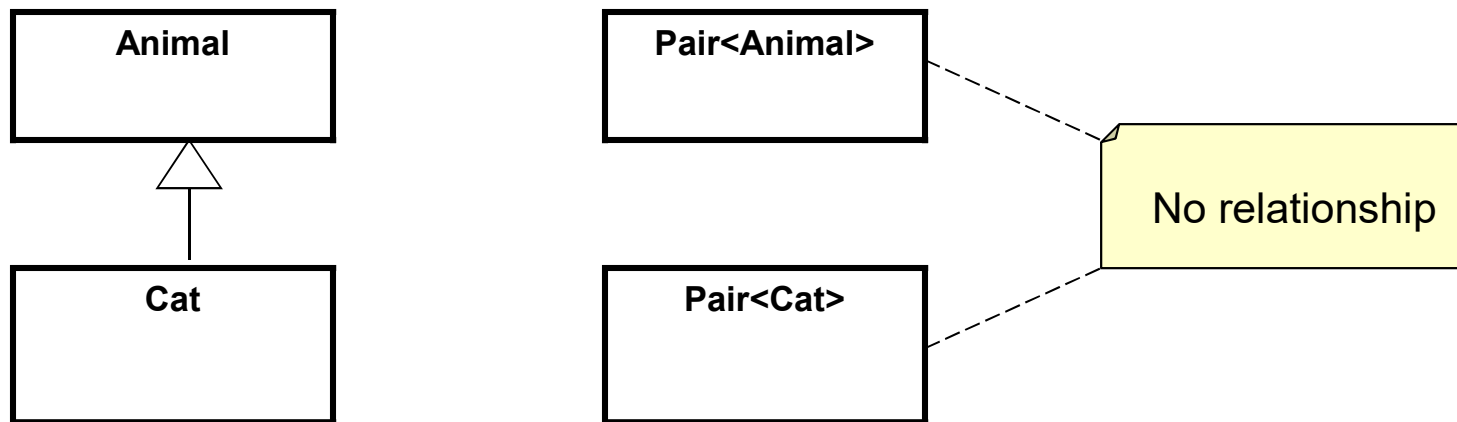 Animal
Pair<Animal>
No relationship
Cat
Pair<Cat>